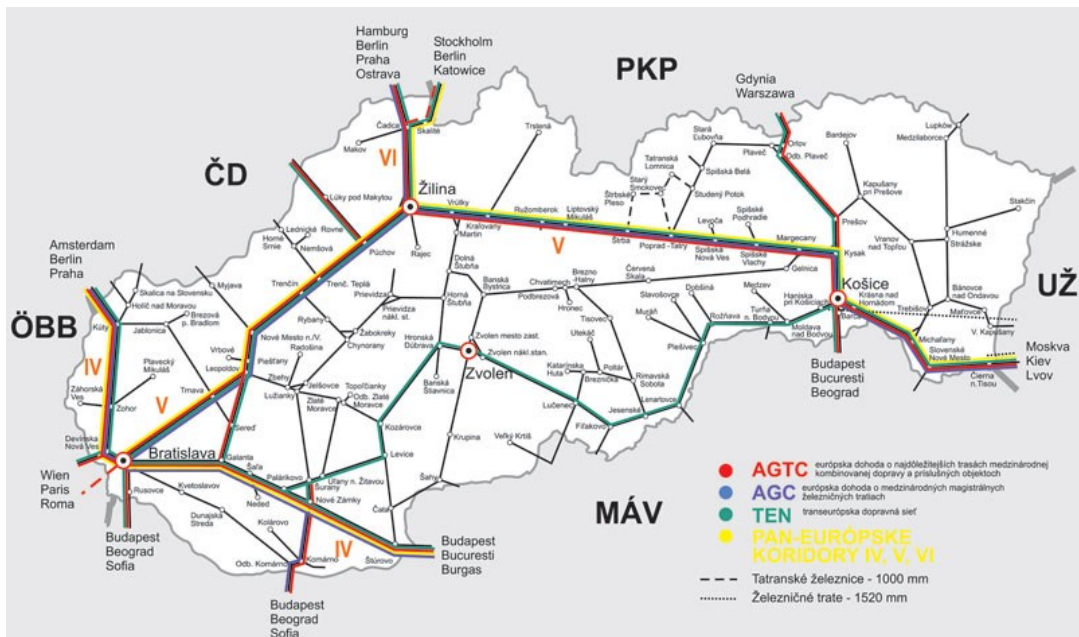 Hamburg
Berlin
Praha
Ostrava
Stockholm
Berlin
Katowice
PKP
Gdynia
Warszawa
ČD
ÖBB
UŽ
MÁV
Amsterdam
Berlin
Praha
Wien
Paris
Roma
Budapest
Beograd
Sofia
Budapest
Beograd
Sofia
Budapest
Bucuresti
Burgas
Budapest
Bucuresti
Beograd
Moskva
Kiev
Lvov
VI
V
IV
V
IV
Čadca
Skalité
Makov
Žilina
Trstená
Lúky pod Makytou
Lednické Rovne
Horné
Srnie
Nemšová
Púchov
Rajec
Vrútky
Kraľovany
Martin
Ružomberok
Liptovský
Mikuláš
Štrba
Štrbské
Pleso
Starý
Smokovec
Tatranská
Lomnica
Poprad -Tatry
Studený Potok
Spišská Belá
Stará
Ľubovňa
Plaveč
Orlov
Odb. Plaveč
Bardejov
Lupków
Medzilaborce
Kapušany
pri Prešove
Prešov
Stakčín
Humenné
Strážske
Vranov
nad Topľou
Levoča
Spišské
Podhradie
Spišská
Nová Ves
Spišské
Vlachy
Margecany
Kysak
Gelnica
Košice
Krásna nad
Hornádom
Haniska
pri Košiciach
Trebišov
Bánovce
nad Ondavou
Maťovce
V. Kapušany
Michaľany
Slovenské
Nové Mesto
Čierna
n.Tisou
Moldava
nad Bodvou
Turňa
n. Bodvou
Medzev
Rožňava
Dobšiná
Slavošovce
Plešivec
Muráň
Lenartovce
Rimavská
Sobota
Jesenské
Fiľakovo
Lučenec
Poltár
Breznička
Katarínska
Huta
Utekáč
Tisovec
Červená
Skala
Brezno
-Halny
Hronec
Chvatimech
Podbrezová
Banská
Bystrica
Dolná
Štubňa
Horná
Štubňa
Zvolen mesto zast.
Zvolen nákl.stan.
Zvolen
Hronská
Dúbrava
Banská
Štiavnica
Krupina
Veľký Krtíš
Šahy
Čata
Levice
Kozárovce
Topoľčianky
Odb. Zlaté
Moravce
Zlaté
Moravce
Jelšovce
Zbehy
Lužianky
Radošina
Chynorany
Žabokreky
Rybany
Prievidza
Prievidza
nákl. st.
Trenč. Teplá
Trenčín
Myjava
Nové Mesto n./V.
Vrbové
Piešťany
Leopoldov
Trnava
Sereď
Galanta
Šaľa
Neded
Palárikovo
Šurany
Úľany n. Žitavou
Nové Zámky
Kolárovo
Komárno
Odb. Komárno
Štúrovo
Dunajská
Streda
Kvetoslavov
Rusovce
Bratislava
Devínska
Nová Ves
Zohor
Záhorská
Ves
Plavecký
Mikuláš
Kúty
Holíč nad Moravou
Skalica na Slovensku
Jablonica
Brezová
p. Bradlom
AGTC európska dohoda o najdôležitejších trasách medzinárodnej
kombinovanej dopravy a príslušných objektoch
AGC európska dohoda o medzinárodných magistrálnych
železničných tratiach
TEN transeurópska dopravná sieť
PAN-EURÓPSKE
KORIDORY IV, V, VI
Tatranské železnice - 1000 mm
Železničné trate - 1520 mm